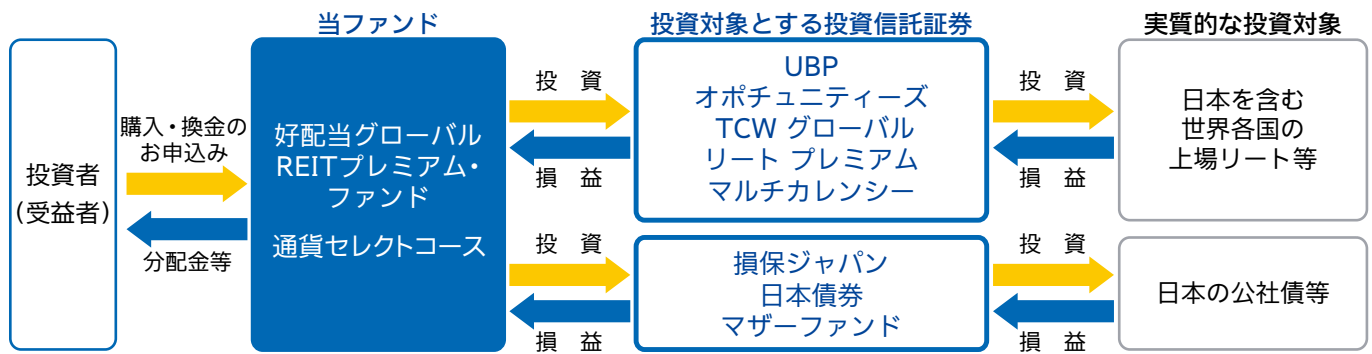 当ファンド
投資対象とする投資信託証券
実質的な投資対象
投資者
（受益者）
購入・換金の
お申込み
分配金等
好配当グローバル
REITプレミアム・
ファンド
通貨セレクトコース
投　資
損　益
UBP
オポチュニティーズ
TCW グローバル
リート プレミアム
マルチカレンシー
投　資
損　益
日本を含む
世界各国の
上場リート等
投　資
損　益
損保ジャパン
日本債券
マザーファンド
投　資
損　益
日本の公社債等